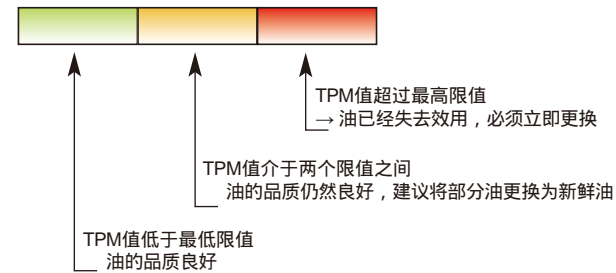 TPM值超过最高限值
→ 油已经失去效用，必须立即更换
TPM值介于两个限值之间
油的品质仍然良好，建议将部分油更换为新鲜油
TPM值低于最低限值
油的品质良好